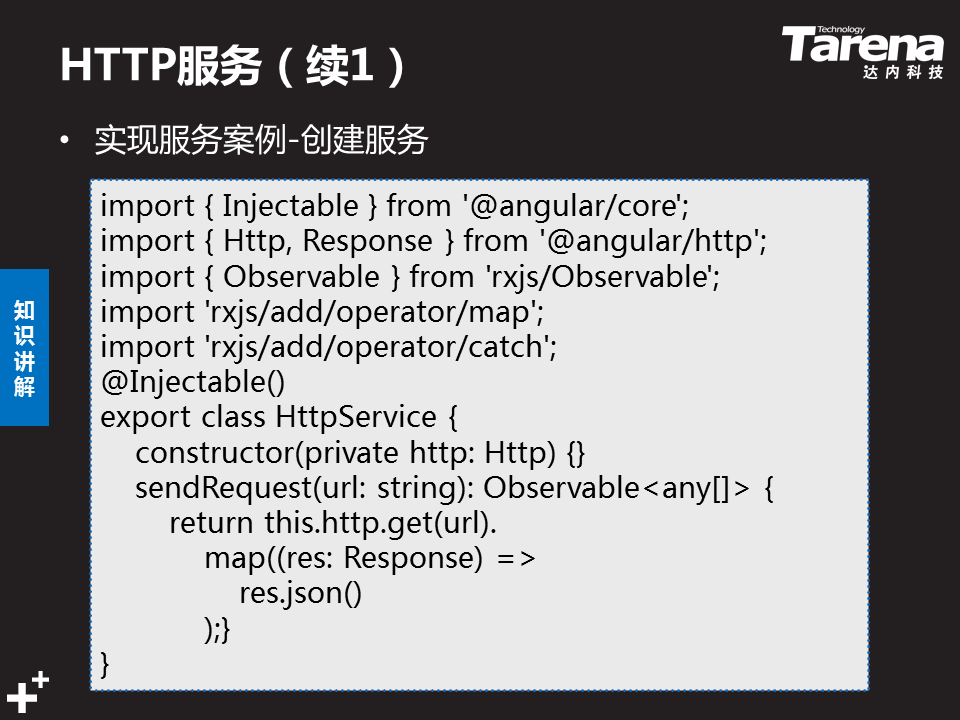 HTTP服务（续1）
Technology
Tarena
达内科技
• 实现服务案例-创建服务
知识讲解
import { Injectable } from '@angular/core';
import { Http, Response } from '@angular/http';
import { Observable } from 'rxjs/Observable';
import 'rxjs/add/operator/map';
import 'rxjs/add/operator/catch';
@Injectable()
export class HttpService {
    constructor(private http: Http) {}
    sendRequest(url: string): Observable<any[]> {
        return this.http.get(url).
            map((res: Response) =>
                res.json()
            );}
}